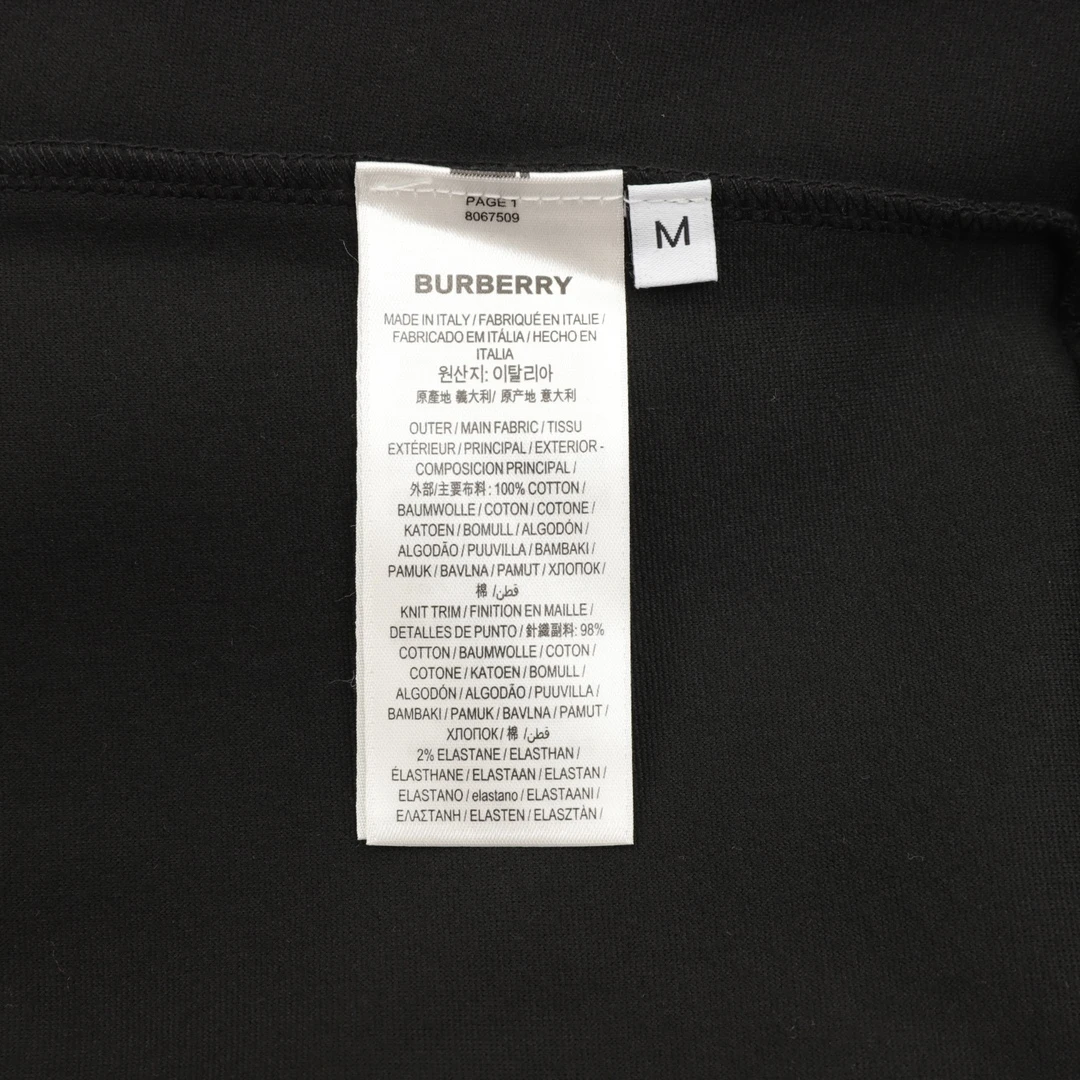 PAGE 1
8067509
M
BURBERRY
MADE IN ITALY / FABRIQUÉ EN ITALIE /
FABRICADO EM ITÁLIA / HECHO EN
ITALIA
원산지: 이탈리아
原產地 義大利/ 原产地 意大利
OUTER / MAIN FABRIC / TISSU
EXTÉRIEUR / PRINCIPAL / EXTERIOR -
COMPOSICION PRINCIPAL /
外部/主要布料: 100% COTTON /
BAUMWOLLE / COTON / COTONE /
KATOEN / BOMULL / ALGODÓN /
ALGODÃO / PUUVILLA / BAMBAKI /
PAMUK / BAVLNA / PAMUT / ХЛОПОК /
棉 /قطن
KNIT TRIM / FINITION EN MAILLE /
DETALLES DE PUNTO / 針織副料: 98%
COTTON / BAUMWOLLE / COTON /
COTONE / KATOEN / BOMULL /
ALGODÓN / ALGODÃO / PUUVILLA /
BAMBAKI / PAMUK / BAVLNA / PAMUT /
ХЛОПОК / 棉 /قطن
2% ELASTANE / ELASTHAN /
ÉLASTHANE / ELASTAAN / ELASTAN /
ELASTANO / elastano / ELASTAANI /
ΕΛΑΣΤΑΝΗ / ELASTEN / ELASZTÁN /